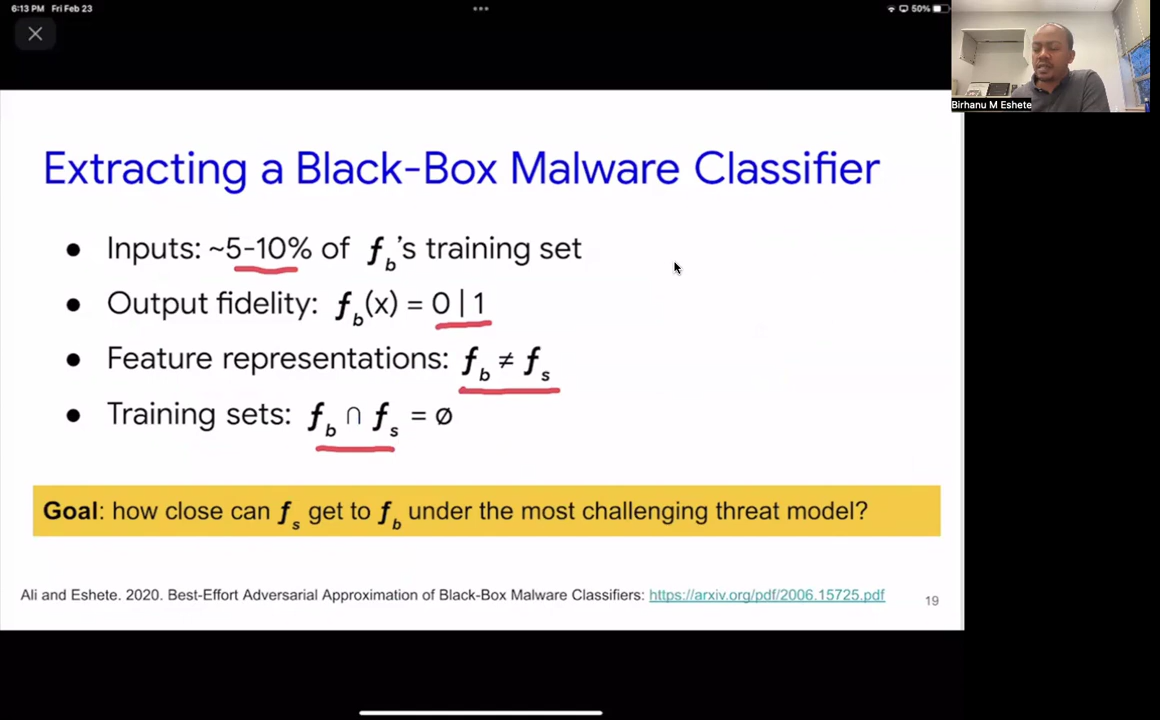 6:13 PM Fri Feb 23
50%
Birhanu M Eshete
Extracting a Black-Box Malware Classifier
● Inputs: ~5-10% of f_b's training set
● Output fidelity: f_b(x) = 0 | 1
● Feature representations: f_b ≠ f_s
● Training sets: f_b ∩ f_s = ∅
Goal: how close can f_s get to f_b under the most challenging threat model?
Ali and Eshete. 2020. Best-Effort Adversarial Approximation of Black-Box Malware Classifiers: https://arxiv.org/pdf/2006.15725.pdf
19